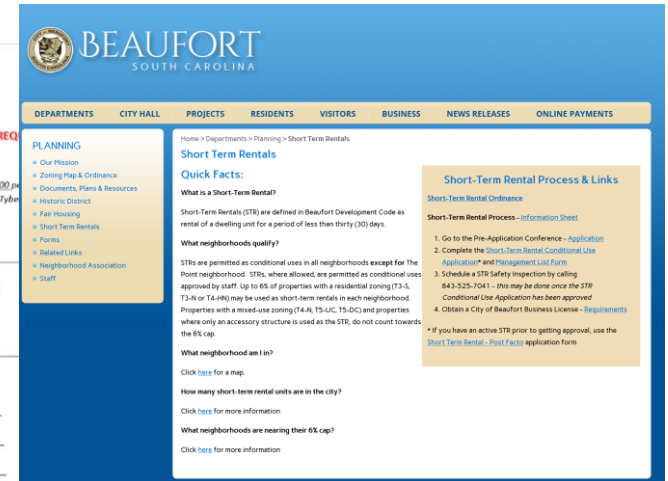 REQ
00 pe
Tybe
BEAUFORT
SOUTH CAROLINA
DEPARTMENTS CITY HALL PROJECTS RESIDENTS VISITORS BUSINESS NEWS RELEASES ONLINE PAYMENTS
PLANNING
Our Mission
Zoning Map & Ordinance
Documents, Plans & Resources
Historic District
Fair Housing
Short Term Rentals
Forms
Related Links
Neighborhood Association
Staff
Home > Departments > Planning > Short Term Rentals
Short Term Rentals
Quick Facts:
What is a Short-Term Rental?
Short-Term Rentals (STR) are defined in Beaufort Development Code as
rental of a dwelling unit for a period of less than thirty (30) days.
What neighborhoods qualify?
STRs are permitted as conditional uses in all neighborhoods except for The
Point neighborhood. STRs, where allowed, are permitted as conditional uses
approved by staff. Up to 6% of properties with a residential zoning (T3-S,
T3-N or T4-HN) may be used as short-term rentals in each neighborhood.
Properties with a mixed-use zoning (T4-N, T5-UC, T5-DC) and properties
where only an accessory structure is used as the STR, do not count towards
the 6% cap.
What neighborhood am I in?
Click here for a map.
How many short-term rental units are in the city?
Click here for more information
What neighborhoods are nearing their 6% cap?
Click here for more information
Short-Term Rental Process & Links
Short-Term Rental Ordinance
Short-Term Rental Process - Information Sheet
1. Go to the Pre-Application Conference - Application
2. Complete the Short-Term Rental Conditional Use
Application* and Management List Form
3. Schedule a STR Safety Inspection by calling
843-525-7041 - this may be done once the STR
Conditional Use Application has been approved
4. Obtain a City of Beaufort Business License - Requirements
* If you have an active STR prior to getting approval, use the
Short Term Rental - Post Facto application form